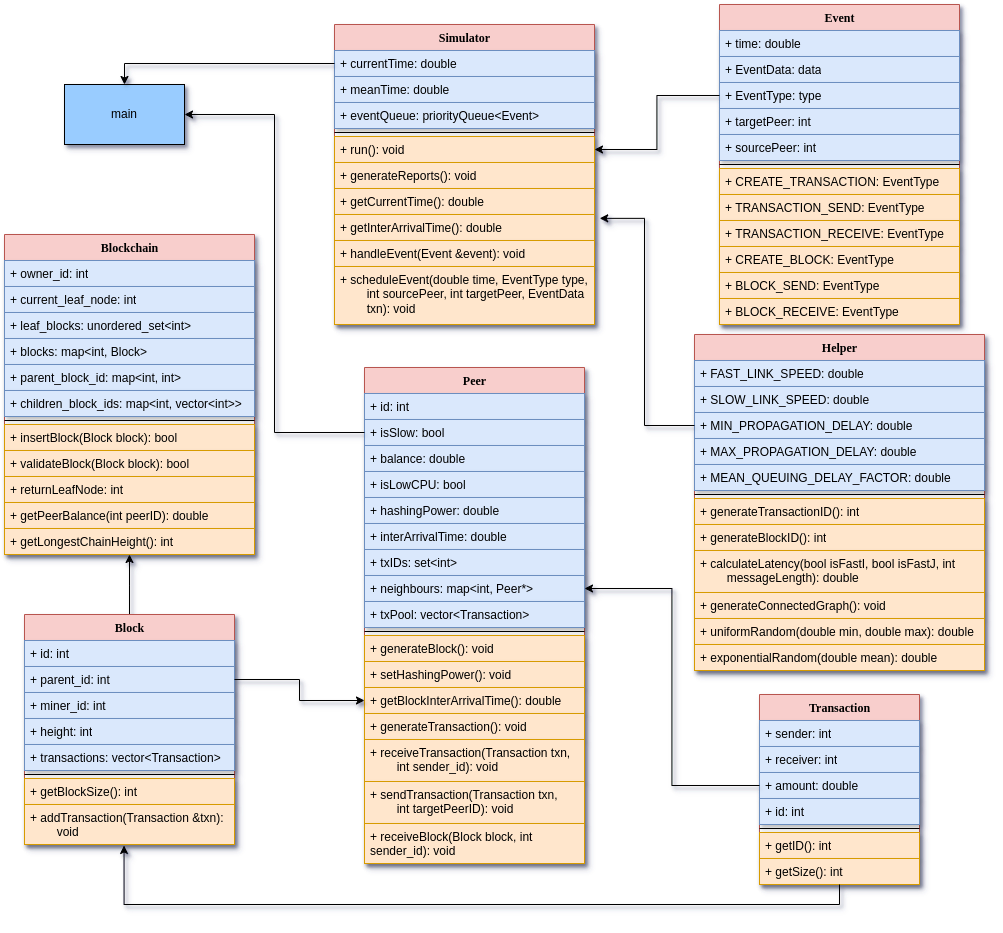 main
Simulator
+ currentTime: double
+ meanTime: double
+ eventQueue: priorityQueue<Event>
+ run(): void
+ generateReports(): void
+ getCurrentTime(): double
+ getInterArrivalTime(): double
+ handleEvent(Event &event): void
+ scheduleEvent(double time, EventType type,
int sourcePeer, int targetPeer, EventData
txn): void
Event
+ time: double
+ EventData: data
+ EventType: type
+ targetPeer: int
+ sourcePeer: int
+ CREATE_TRANSACTION: EventType
+ TRANSACTION_SEND: EventType
+ TRANSACTION_RECEIVE: EventType
+ CREATE_BLOCK: EventType
+ BLOCK_SEND: EventType
+ BLOCK_RECEIVE: EventType
Blockchain
+ owner_id: int
+ current_leaf_node: int
+ leaf_blocks: unordered_set<int>
+ blocks: map<int, Block>
+ parent_block_id: map<int, int>
+ children_block_ids: map<int, vector<int>>
+ insertBlock(Block block): bool
+ validateBlock(Block block): bool
+ returnLeafNode: int
+ getPeerBalance(int peerID): double
+ getLongestChainHeight(): int
Peer
+ id: int
+ isSlow: bool
+ balance: double
+ isLowCPU: bool
+ hashingPower: double
+ interArrivalTime: double
+ txIDs: set<int>
+ neighbours: map<int, Peer*>
+ txPool: vector<Transaction>
+ generateBlock(): void
+ setHashingPower(): void
+ getBlockInterArrivalTime(): double
+ generateTransaction(): void
+ receiveTransaction(Transaction txn,
int sender_id): void
+ sendTransaction(Transaction txn,
int targetPeerID): void
+ receiveBlock(Block block, int
sender_id): void
Helper
+ FAST_LINK_SPEED: double
+ SLOW_LINK_SPEED: double
+ MIN_PROPAGATION_DELAY: double
+ MAX_PROPAGATION_DELAY: double
+ MEAN_QUEUING_DELAY_FACTOR: double
+ generateTransactionID(): int
+ generateBlockID(): int
+ calculateLatency(bool isFastI, bool isFastJ, int
messageLength): double
+ generateConnectedGraph(): void
+ uniformRandom(double min, double max): double
+ exponentialRandom(double mean): double
Block
+ id: int
+ parent_id: int
+ miner_id: int
+ height: int
+ transactions: vector<Transaction>
+ getBlockSize(): int
+ addTransaction(Transaction &txn):
void
Transaction
+ sender: int
+ receiver: int
+ amount: double
+ id: int
+ getID(): int
+ getSize(): int